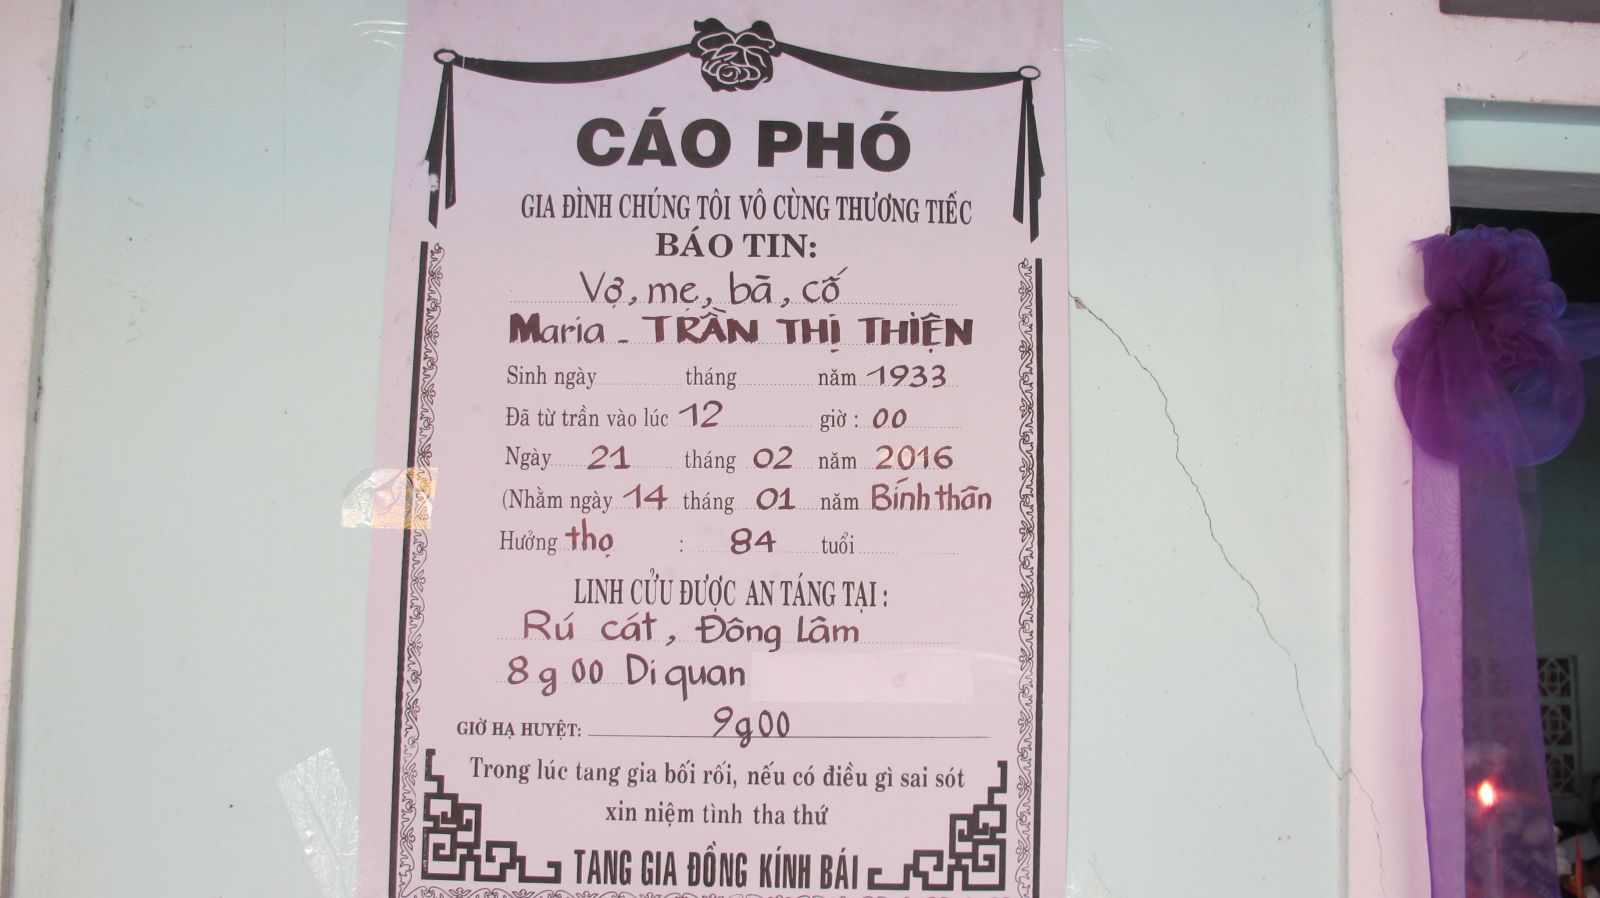 CÁO PHÓ
GIA ĐÌNH CHÚNG TÔI VÔ CÙNG THƯƠNG TIẾC
BÁO TIN:
Vợ, mẹ, bà, cố
Maria - TRẦN THỊ THIỆN
Sinh ngày tháng năm 1933
Đã từ trần vào lúc 12 giờ : 00
Ngày 21 tháng 02 năm 2016
(Nhằm ngày 14 tháng 01 năm Bính thân
Hưởng thọ : 84 tuổi
LINH CỬU ĐƯỢC AN TÁNG TẠI :
Rú cát, Đông Lâm
8g00 Di quan
GIỜ HẠ HUYỆT: 9g00
Trong lúc tang gia bối rối, nếu có điều gì sai sót
xin niệm tình tha thứ
TANG GIA ĐỒNG KÍNH BÁI